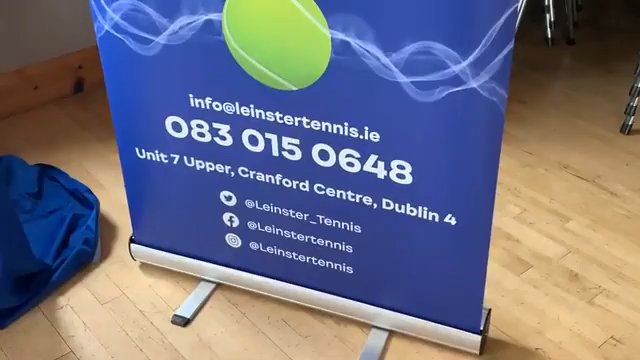 info@leinstertennis.ie
083 015 0648
Unit 7 Upper, Cranford Centre, Dublin 4
@Leinster_Tennis
@Leinstertennis
@Leinstertennis